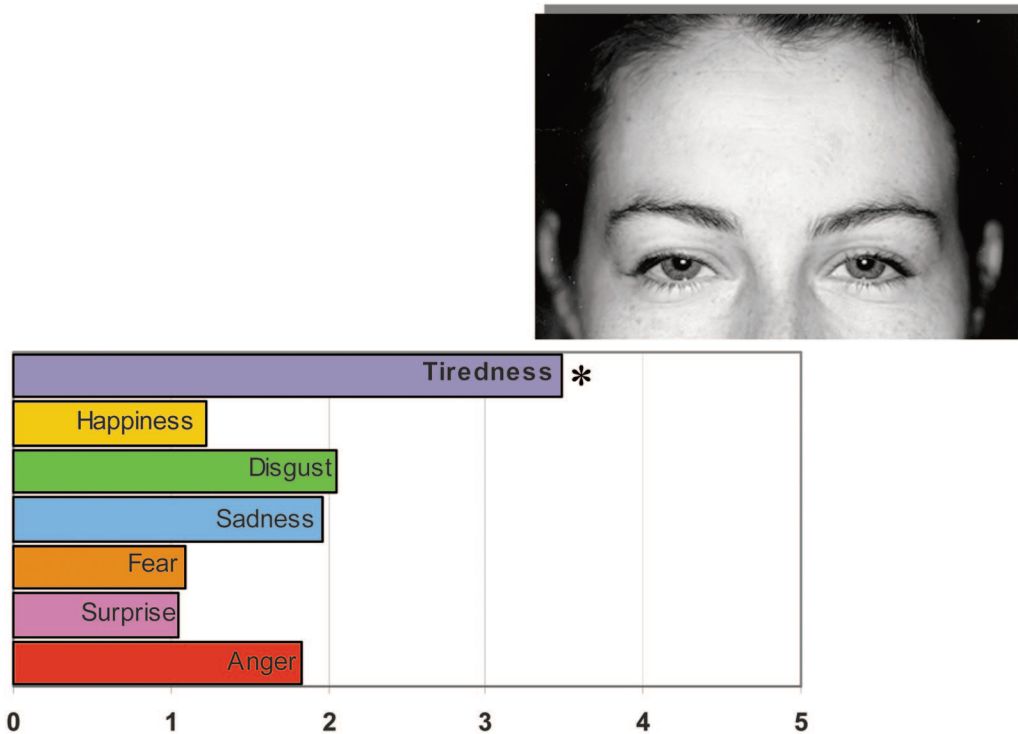 Tiredness *
Happiness
Disgust
Sadness
Fear
Surprise
Anger
0 1 2 3 4 5